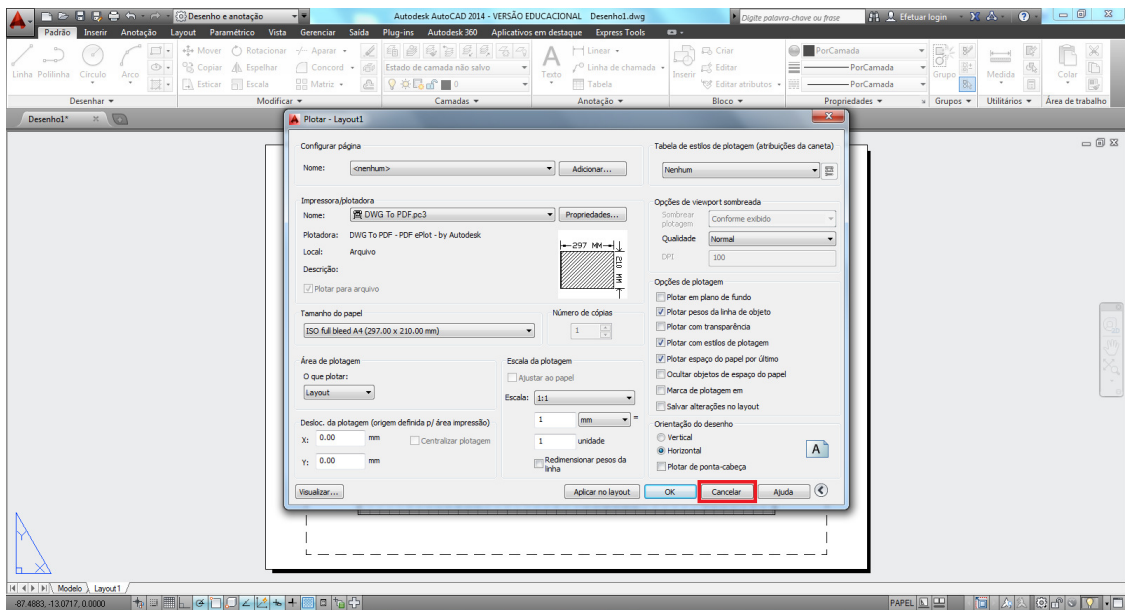 Desenho e anotação
Autodesk AutoCAD 2014 - VERSÃO EDUCACIONAL Desenho1.dwg
Digite palavra-chave ou frase
Efetuar login
Padrão Inserir Anotação Layout Paramétrico Vista Gerenciar Saída Plug-ins Autodesk 360 Aplicativos em destaque Express Tools
Linha Polilinha Círculo Arco
Mover Rotacionar Aparar
Copiar Espelhar Concord
Esticar Escala Matriz
Estado de camada não salvo
0
Texto
Linear
Linha de chamada
Tabela
Inserir
Criar
Editar
Editar atributos
PorCamada
PorCamada
PorCamada
Grupo
Medida
Colar
Desenhar Modificar Camadas Anotação Bloco Propriedades Grupos Utilitários Área de trabalho
Desenho1*
Plotar - Layout1
Configurar página
Nome: <nenhum> Adicionar...
Impressora/plotadora
Nome: DWG To PDF.pc3 Propriedades...
Plotadora: DWG To PDF - PDF ePlot - by Autodesk
Local: Arquivo
Descrição:
Plotar para arquivo
297 MM
210 MM
Tamanho do papel
ISO full bleed A4 (297.00 x 210.00 mm)
Número de cópias
1
Área de plotagem
O que plotar:
Layout
Escala da plotagem
Ajustar ao papel
Escala: 1:1
1 mm =
1 unidade
Redimensionar pesos da
linha
Desloc. da plotagem (origem definida p/ área impressão)
X: 0.00 mm Centralizar plotagem
Y: 0.00 mm
Tabela de estilos de plotagem (atribuições da caneta)
Nenhum
Opções de viewport sombreada
Sombrear
plotagem
Conforme exibido
Qualidade Normal
DPI 100
Opções de plotagem
Plotar em plano de fundo
Plotar pesos da linha de objeto
Plotar com transparência
Plotar com estilos de plotagem
Plotar espaço do papel por último
Ocultar objetos de espaço do papel
Marca de plotagem em
Salvar alterações no layout
Orientação do desenho
Vertical
Horizontal
Plotar de ponta-cabeça
A
Visualizar... Aplicar no layout OK Cancelar Ajuda
Y
X
Modelo Layout1
-87.4883, -13.0717, 0.0000
PAPEL